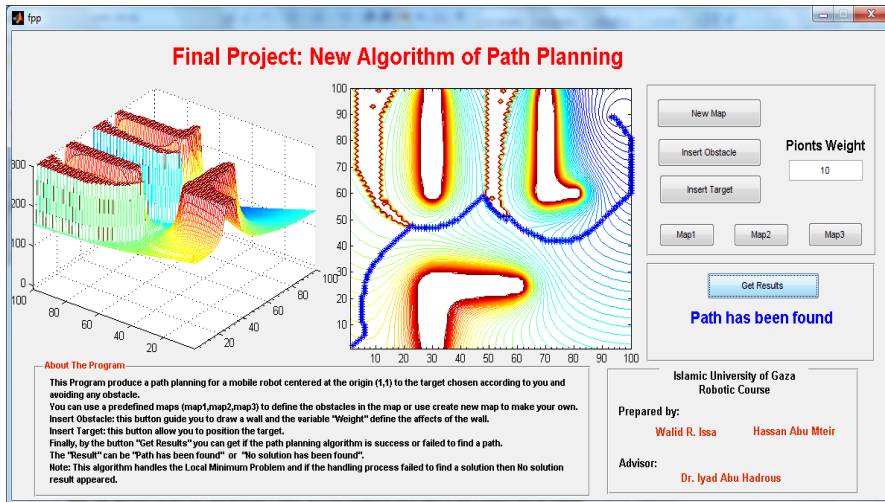 fpp
Final Project: New Algorithm of Path Planning
300
200
100
0
100
80
60
40
20
100
90
80
70
60
50
40
30
20
10
10 20 30 40 50 60 70 80 90 100
New Map
Insert Obstacle
Insert Target
Pionts Weight
10
Map1 Map2 Map3
Get Results
Path has been found
About The Program
This Program produce a path planning for a mobile robot centered at the origin (1,1) to the target chosen according to you and
avoiding any obstacle.
You can use a predefined maps (map1,map2,map3) to define the obstacles in the map or use create new map to make your own.
Insert Obstacle: this button guide you to draw a wall and the variable "Weight" define the affects of the wall.
Insert Target: this button allow you to position the target.
Finally, by the button "Get Results" you can get if the path planning algorithm is success or failed to find a path.
The "Result" can be "Path has been found" or "No solution has been found".
Note: This algorithm handles the Local Minimum Problem and if the handling process failed to find a solution then No solution
result appeared.
Islamic University of Gaza
Robotic Course
Prepared by:
Walid R. Issa Hassan Abu Mteir
Advisor:
Dr. Iyad Abu Hadrous